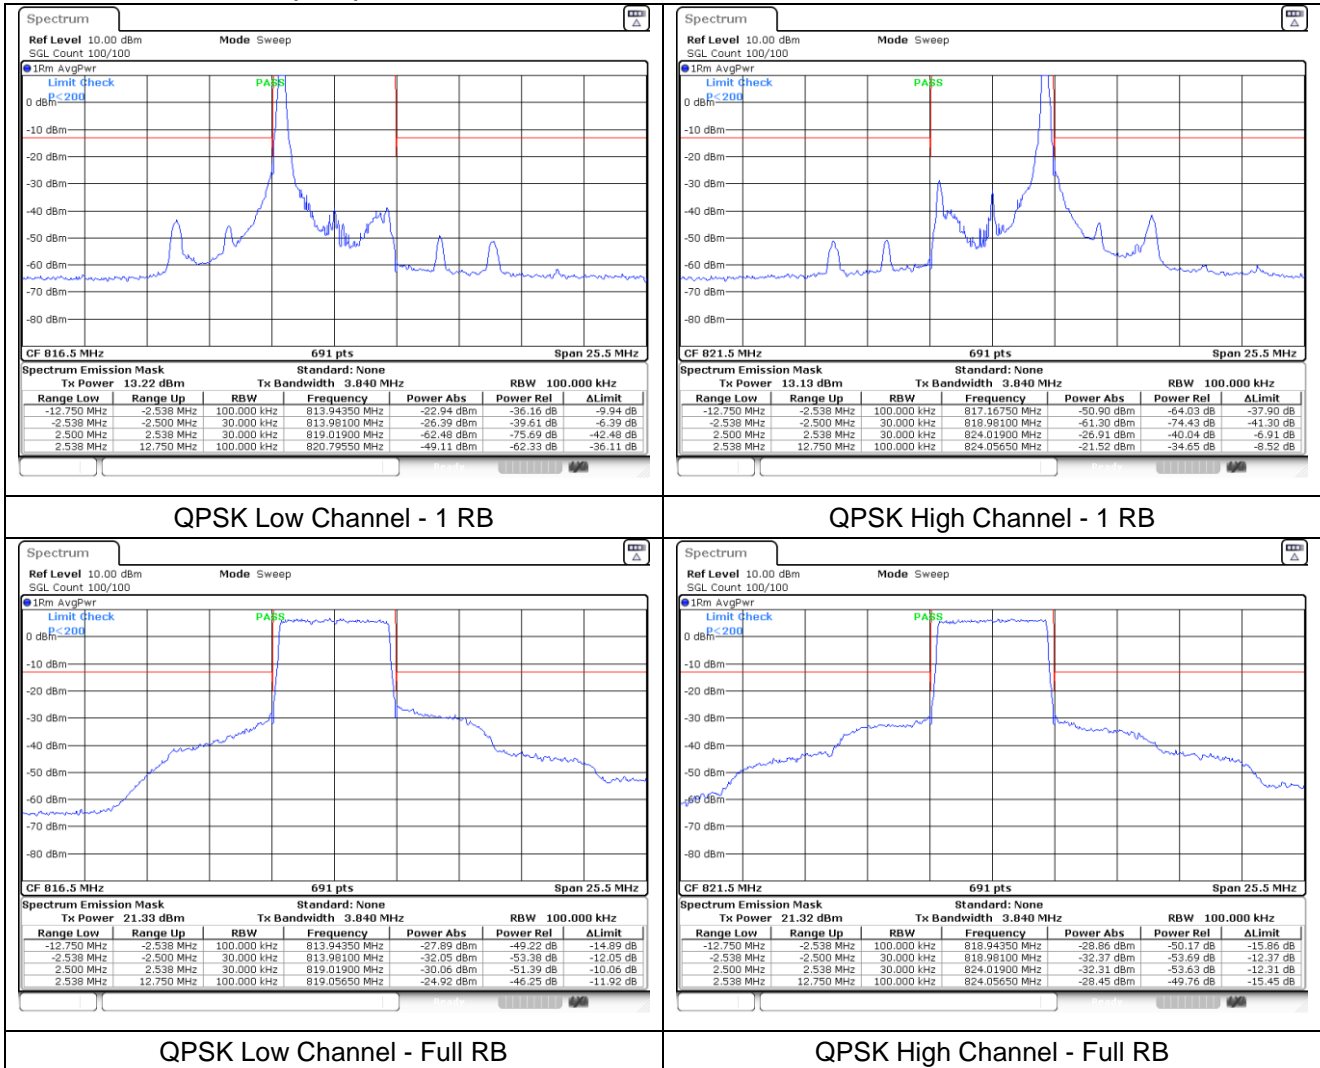 Spectrum
Ref Level 10.00 dBm Mode Sweep
SGL Count 100/100
1Rm AvgPwr
Limit Check PASS
P<200
0 dBm
-10 dBm
-20 dBm
-30 dBm
-40 dBm
-50 dBm
-60 dBm
-70 dBm
-80 dBm
CF 816.5 MHz 691 pts Span 25.5 MHz
Spectrum Emission Mask Standard: None
Tx Power 13.22 dBm Tx Bandwidth 3.840 MHz RBW 100.000 kHz
Range Low Range Up RBW Frequency Power Abs Power Rel ΔLimit
-12.750 MHz -2.538 MHz 100.000 kHz 813.94350 MHz -22.94 dBm -36.16 dB -9.94 dB
-2.538 MHz -2.500 MHz 30.000 kHz 813.98100 MHz -26.39 dBm -39.61 dB -6.39 dB
2.500 MHz 2.538 MHz 30.000 kHz 819.01900 MHz -62.48 dBm -75.69 dB -42.48 dB
2.538 MHz 12.750 MHz 100.000 kHz 820.79550 MHz -49.11 dBm -62.33 dB -36.11 dB
QPSK Low Channel - 1 RB
Spectrum
Ref Level 10.00 dBm Mode Sweep
SGL Count 100/100
1Rm AvgPwr
Limit Check PASS
P<200
0 dBm
-10 dBm
-20 dBm
-30 dBm
-40 dBm
-50 dBm
-60 dBm
-70 dBm
-80 dBm
CF 821.5 MHz 691 pts Span 25.5 MHz
Spectrum Emission Mask Standard: None
Tx Power 13.13 dBm Tx Bandwidth 3.840 MHz RBW 100.000 kHz
Range Low Range Up RBW Frequency Power Abs Power Rel ΔLimit
-12.750 MHz -2.538 MHz 100.000 kHz 817.16750 MHz -50.90 dBm -64.03 dB -37.90 dB
-2.538 MHz -2.500 MHz 30.000 kHz 818.98100 MHz -61.30 dBm -74.43 dB -41.30 dB
2.500 MHz 2.538 MHz 30.000 kHz 824.01900 MHz -26.91 dBm -40.04 dB -6.91 dB
2.538 MHz 12.750 MHz 100.000 kHz 824.05650 MHz -21.52 dBm -34.65 dB -8.52 dB
QPSK High Channel - 1 RB
Spectrum
Ref Level 10.00 dBm Mode Sweep
SGL Count 100/100
1Rm AvgPwr
Limit Check PASS
P<200
0 dBm
-10 dBm
-20 dBm
-30 dBm
-40 dBm
-50 dBm
-60 dBm
-70 dBm
-80 dBm
CF 816.5 MHz 691 pts Span 25.5 MHz
Spectrum Emission Mask Standard: None
Tx Power 21.33 dBm Tx Bandwidth 3.840 MHz RBW 100.000 kHz
Range Low Range Up RBW Frequency Power Abs Power Rel ΔLimit
-12.750 MHz -2.538 MHz 100.000 kHz 813.94350 MHz -27.89 dBm -49.22 dB -14.89 dB
-2.538 MHz -2.500 MHz 30.000 kHz 813.98100 MHz -32.05 dBm -53.38 dB -12.05 dB
2.500 MHz 2.538 MHz 30.000 kHz 819.01900 MHz -30.06 dBm -51.39 dB -10.06 dB
2.538 MHz 12.750 MHz 100.000 kHz 819.05650 MHz -24.92 dBm -46.25 dB -11.92 dB
QPSK Low Channel - Full RB
Spectrum
Ref Level 10.00 dBm Mode Sweep
SGL Count 100/100
1Rm AvgPwr
Limit Check PASS
P<200
0 dBm
-10 dBm
-20 dBm
-30 dBm
-40 dBm
-50 dBm
-60 dBm
-70 dBm
-80 dBm
CF 821.5 MHz 691 pts Span 25.5 MHz
Spectrum Emission Mask Standard: None
Tx Power 21.32 dBm Tx Bandwidth 3.840 MHz RBW 100.000 kHz
Range Low Range Up RBW Frequency Power Abs Power Rel ΔLimit
-12.750 MHz -2.538 MHz 100.000 kHz 818.94350 MHz -28.86 dBm -50.17 dB -15.86 dB
-2.538 MHz -2.500 MHz 30.000 kHz 818.98100 MHz -32.37 dBm -53.69 dB -12.37 dB
2.500 MHz 2.538 MHz 30.000 kHz 824.01900 MHz -32.31 dBm -53.63 dB -12.31 dB
2.538 MHz 12.750 MHz 100.000 kHz 824.05650 MHz -28.45 dBm -49.76 dB -15.45 dB
QPSK High Channel - Full RB